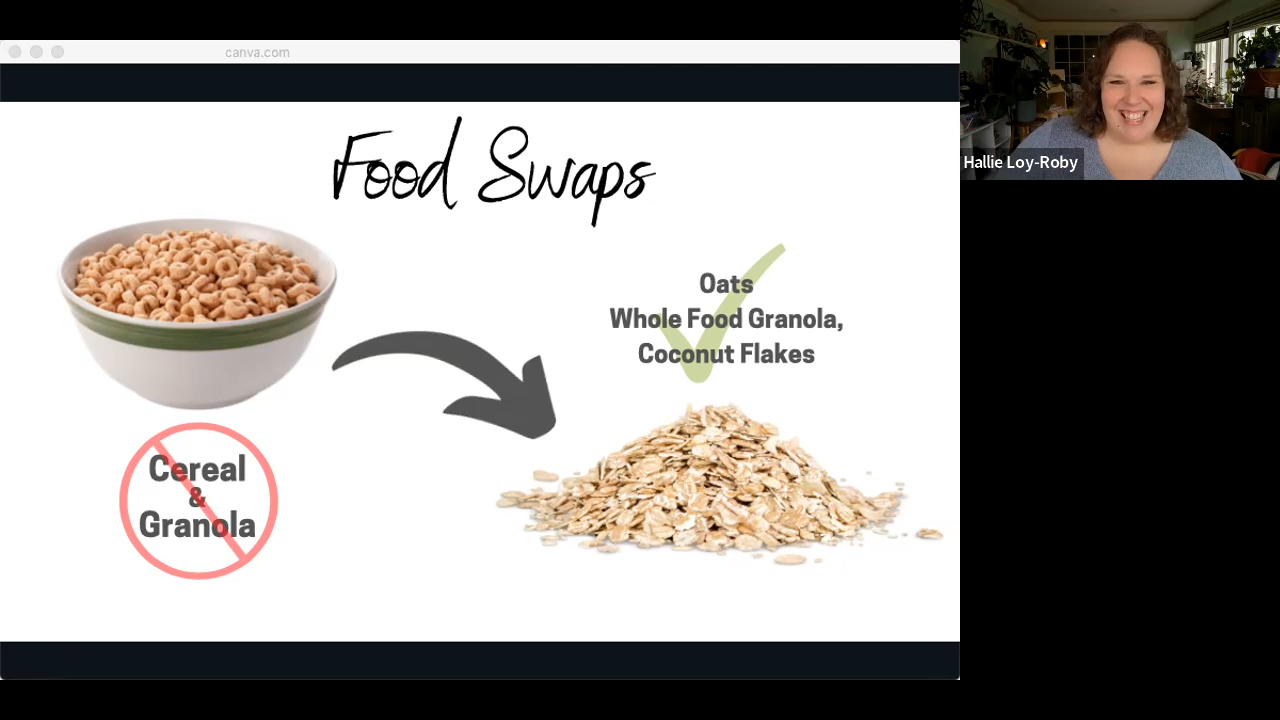 canva.com
Food Swaps
Oats
Whole Food Granola,
Coconut Flakes
Cereal
&
Granola
Hallie Loy-Roby